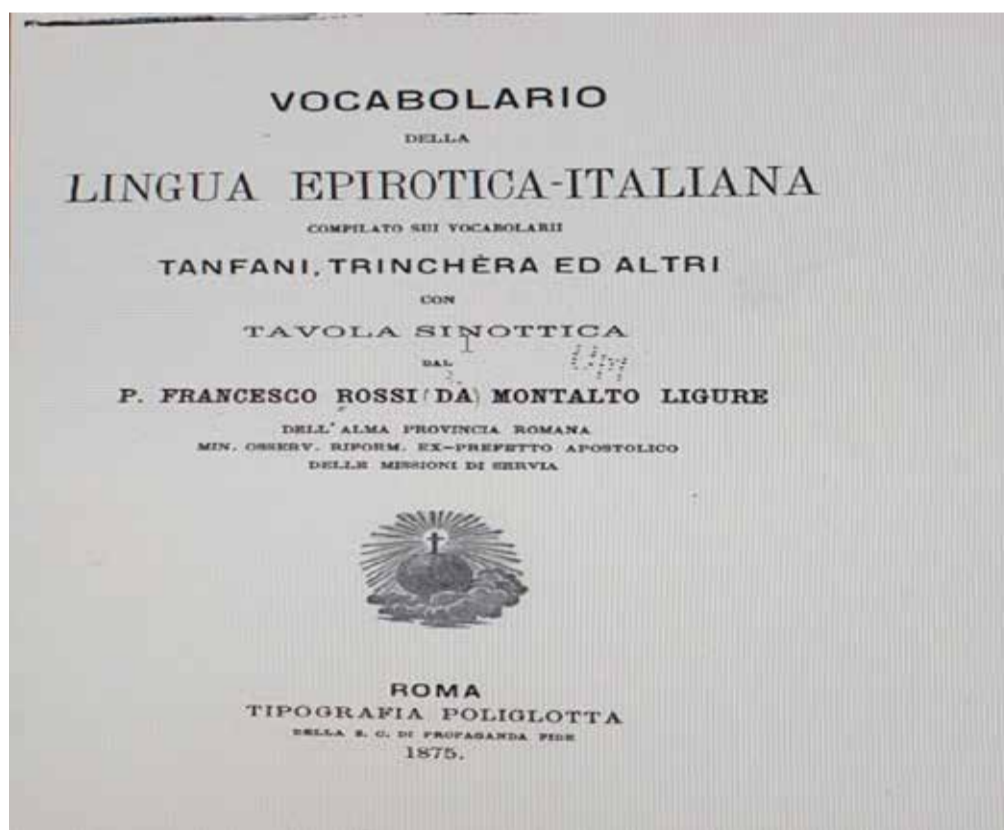 VOCABOLARIO
DELLA
LINGUA EPIROTICA-ITALIANA
COMPILATO SUI VOCABOLARII
TANFANI, TRINCHÈRA ED ALTRI
CON
TAVOLA SINOTTICA
DAL
P. FRANCESCO ROSSI (DA) MONTALTO LIGURE
DELL' ALMA PROVINCIA ROMANA
MIN. OSSERV. RIFORM. EX-PREFETTO APOSTOLICO
DELLE MISSIONI DI SERVIA
ROMA
TIPOGRAFIA POLIGLOTTA
DELLA S. C. DI PROPAGANDA FIDE
1875.